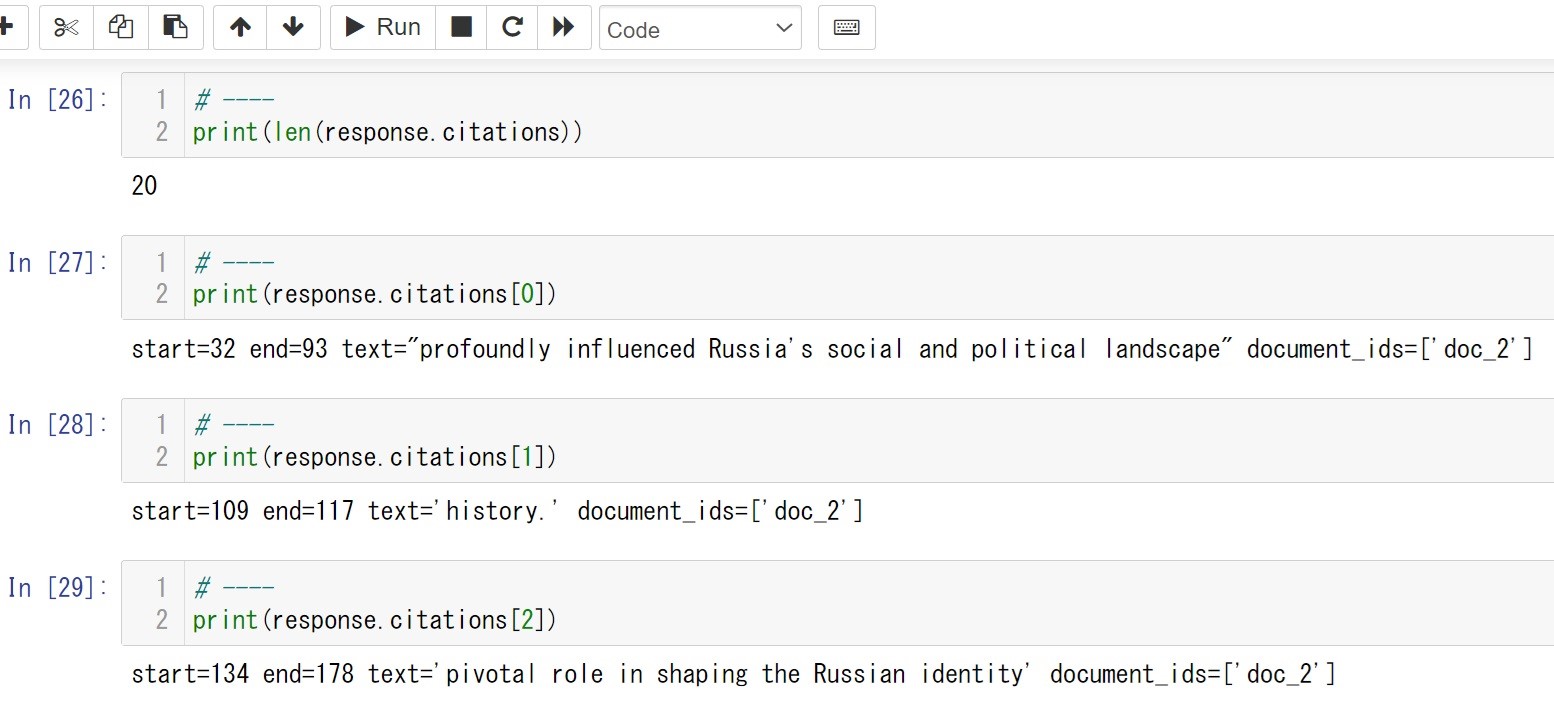 Run
Code
In [26]:
1 # ----
2 print(len(response.citations))
20
In [27]:
1 # ----
2 print(response.citations[0])
start=32 end=93 text="profoundly influenced Russia's social and political landscape" document_ids=['doc_2']
In [28]:
1 # ----
2 print(response.citations[1])
start=109 end=117 text='history.' document_ids=['doc_2']
In [29]:
1 # ----
2 print(response.citations[2])
start=134 end=178 text='pivotal role in shaping the Russian identity' document_ids=['doc_2']